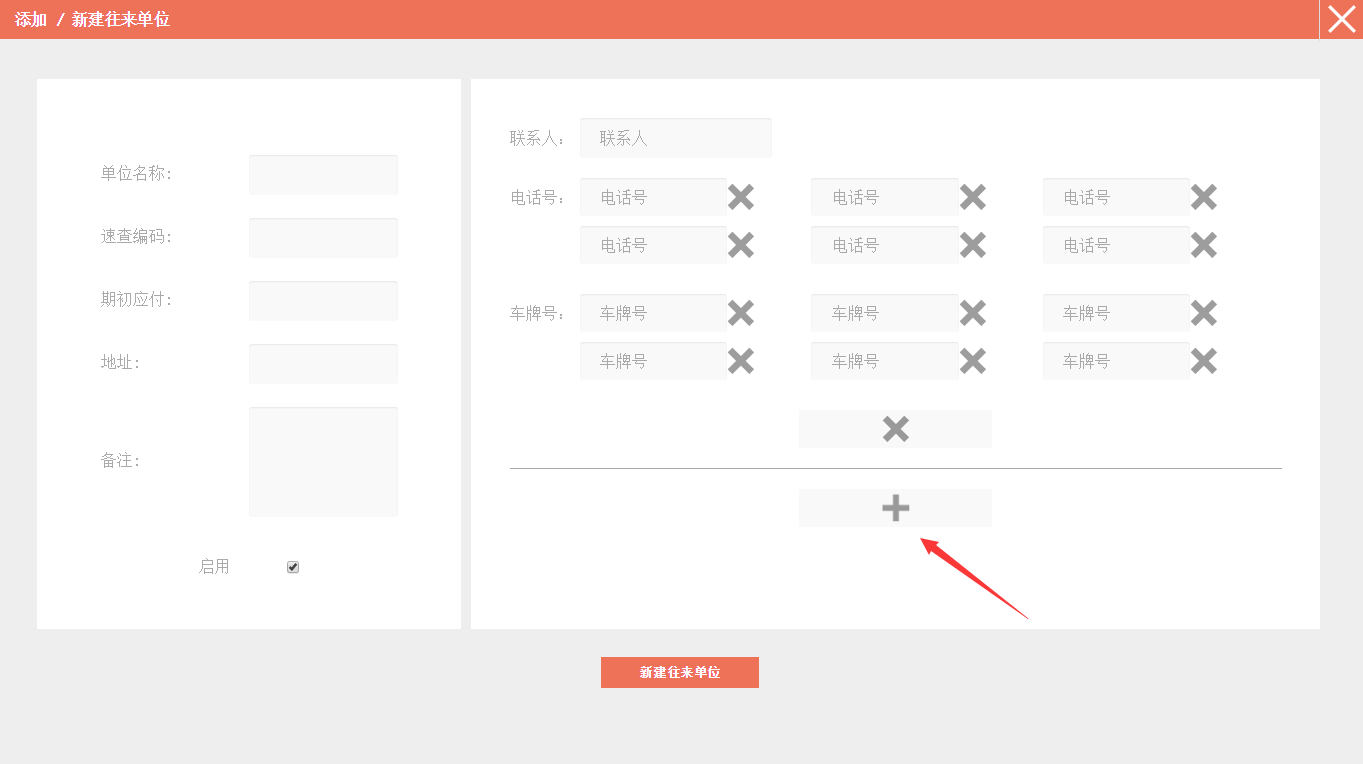 添加 / 新建往来单位
单位名称:
速查编码:
期初应付:
地址:
备注:
启用
联系人: 联系人
电话号: 电话号 电话号 电话号
电话号 电话号 电话号
车牌号: 车牌号 车牌号 车牌号
车牌号 车牌号 车牌号
新建往来单位